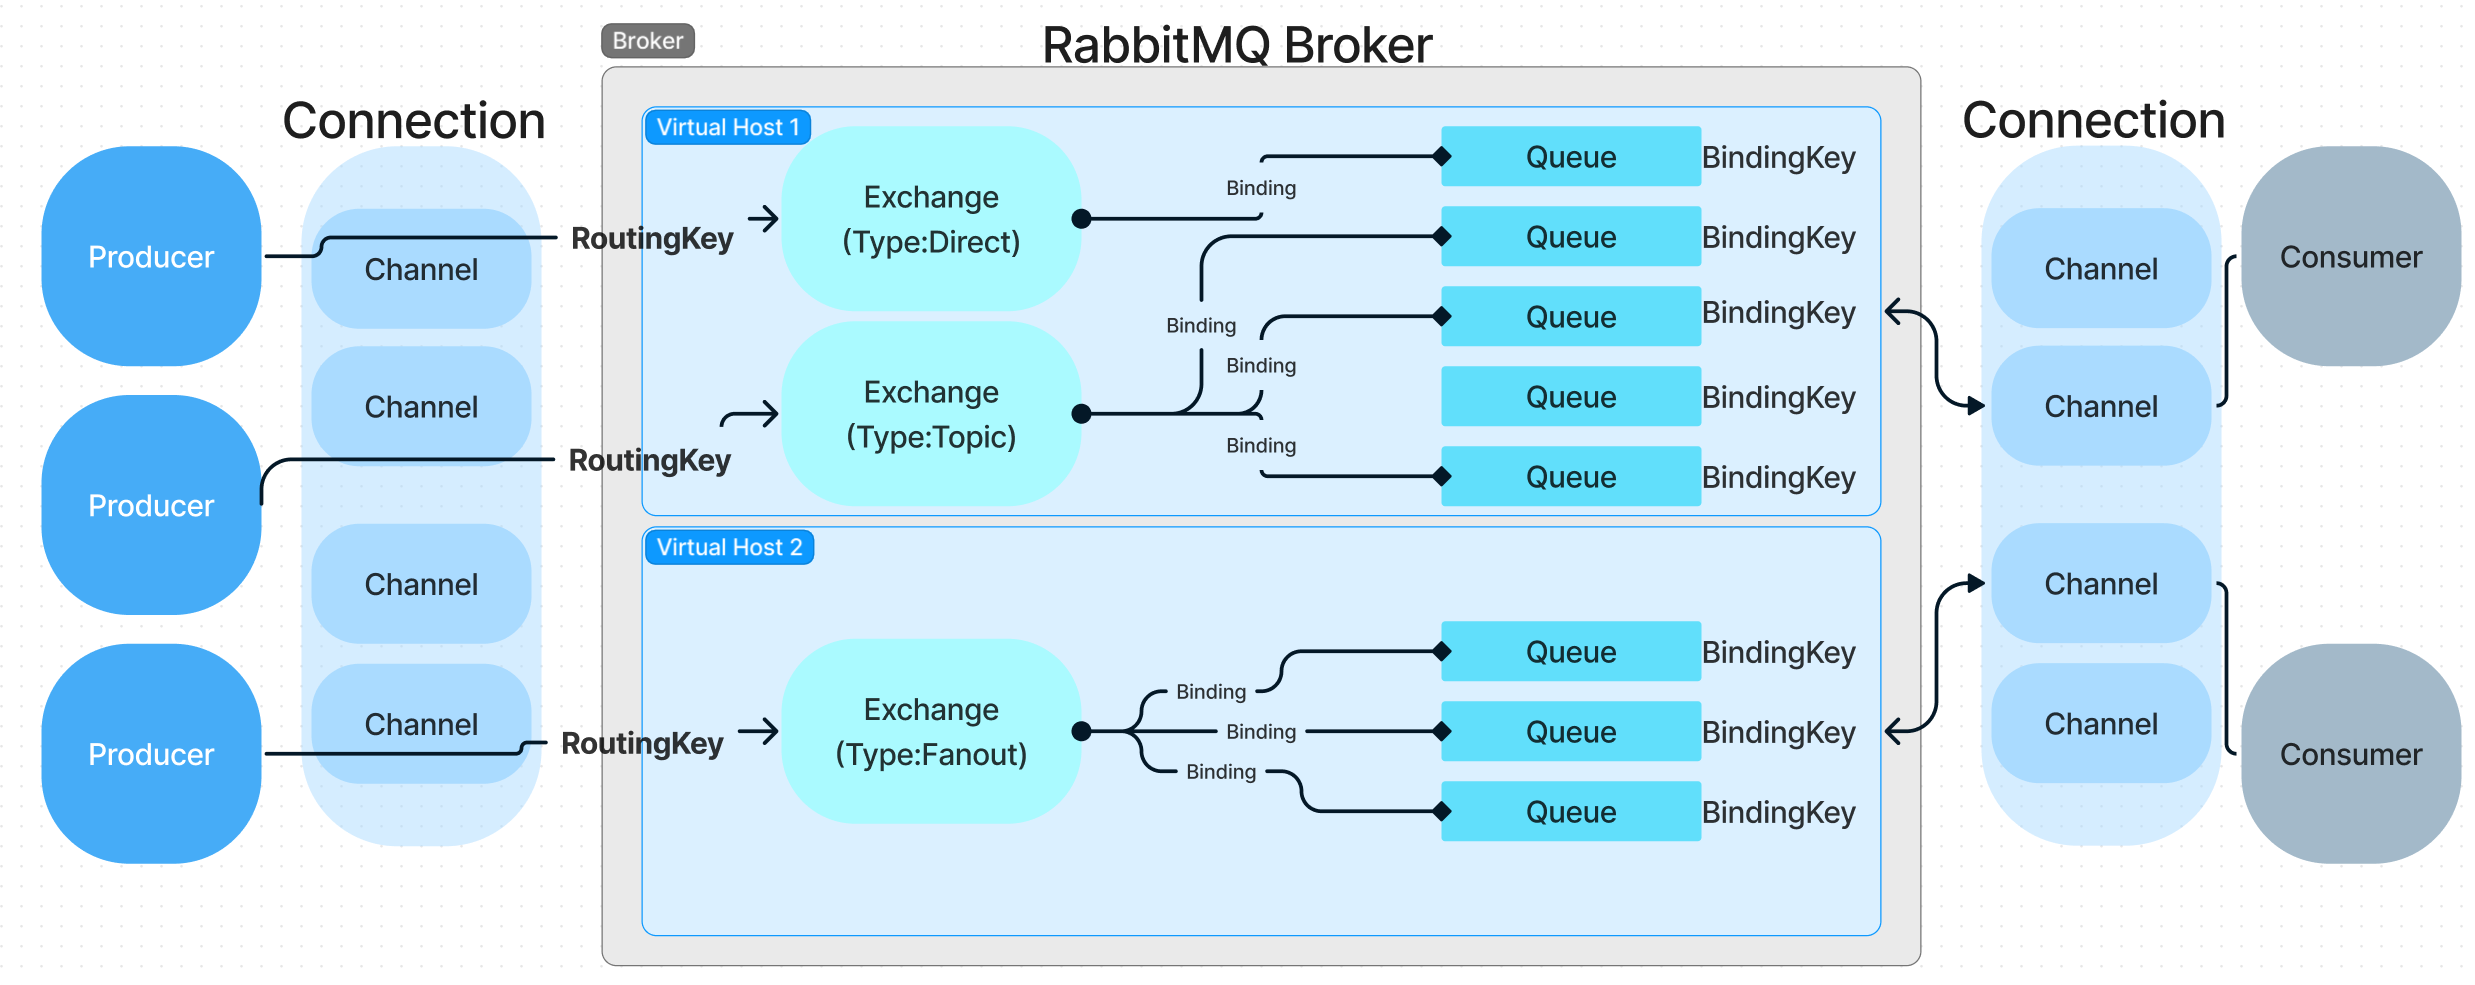 Broker
RabbitMQ Broker
Connection
Connection
Producer
Producer
Producer
Channel
Channel
Channel
Channel
RoutingKey
RoutingKey
RoutingKey
Virtual Host 1
Exchange
(Type:Direct)
Exchange
(Type:Topic)
Binding
Binding
Binding
Binding
Queue BindingKey
Queue BindingKey
Queue BindingKey
Queue BindingKey
Queue BindingKey
Virtual Host 2
Exchange
(Type:Fanout)
Binding
Binding
Binding
Queue BindingKey
Queue BindingKey
Queue BindingKey
Channel
Channel
Channel
Channel
Consumer
Consumer